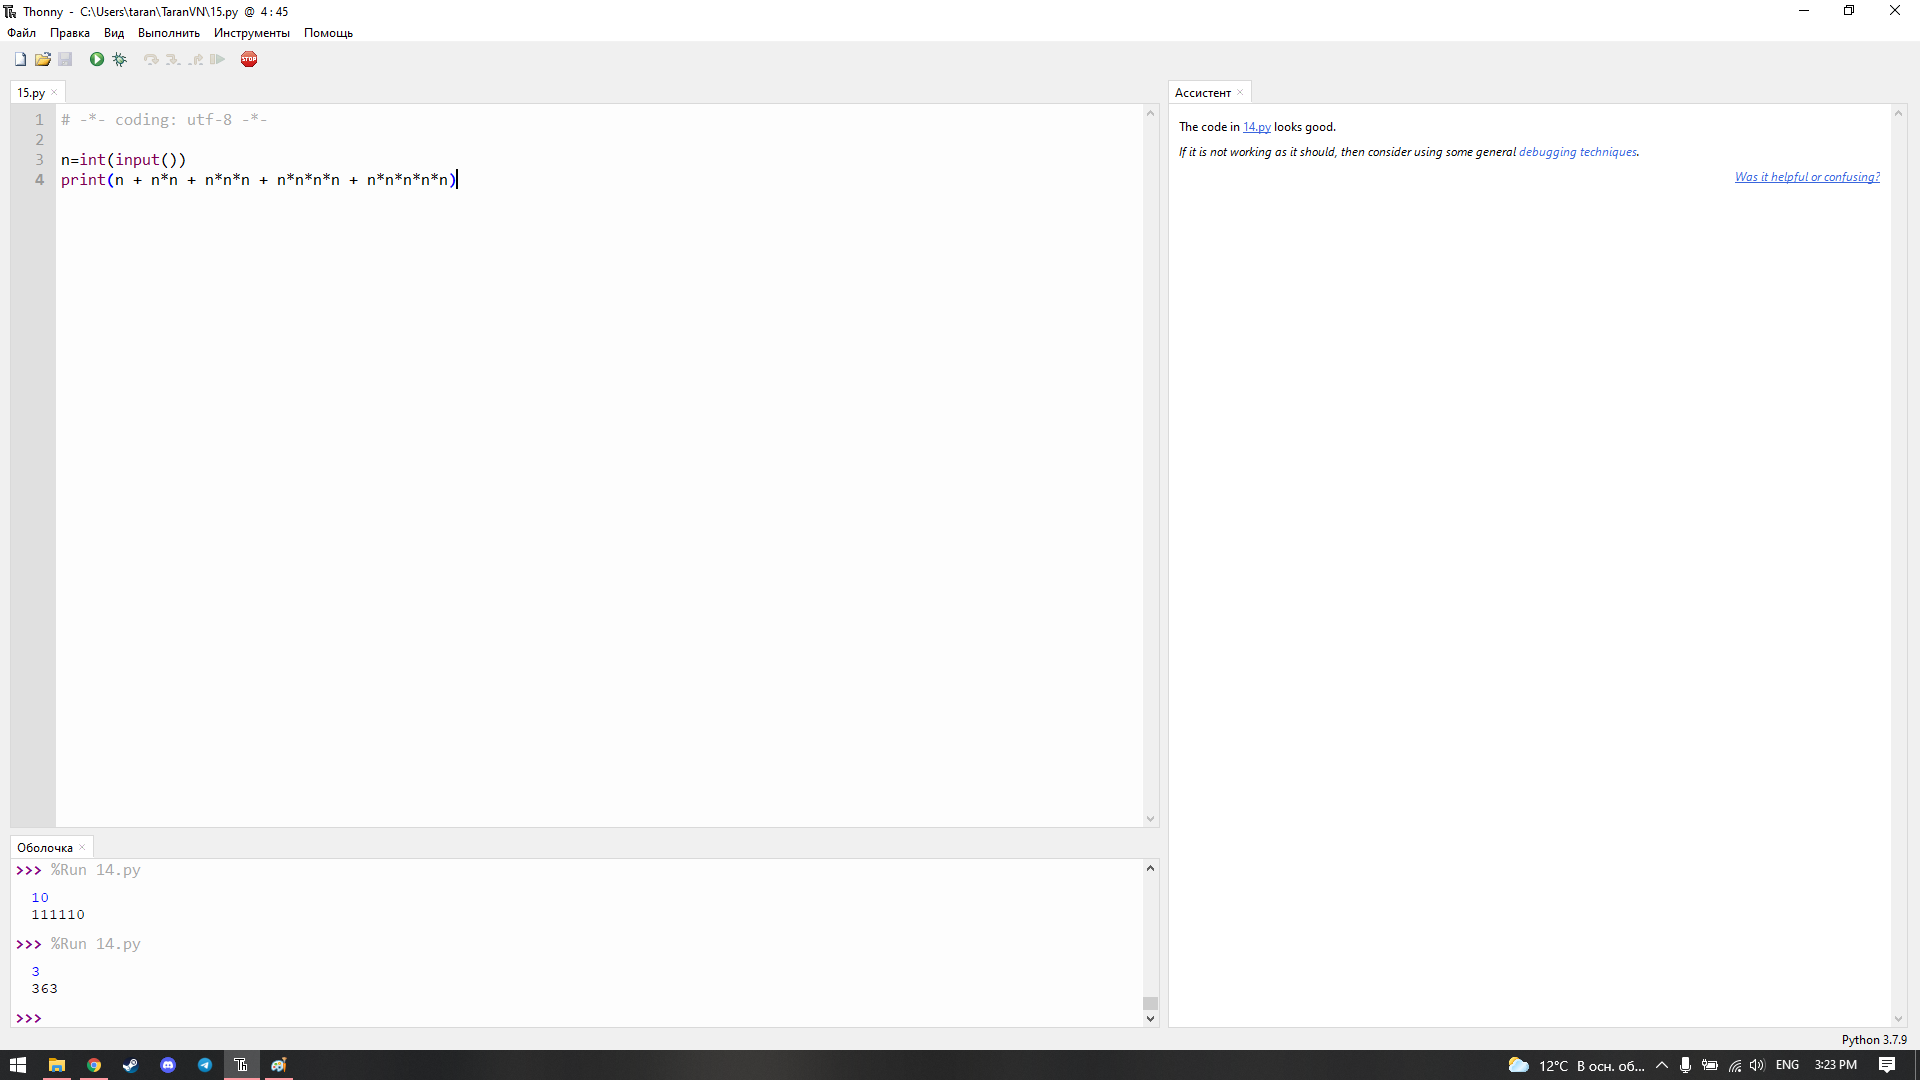 Thonny - C:\Users\taran\TaranVN\15.py @ 4 : 45
Файл Правка Вид Выполнить Инструменты Помощь
STOP
15.py
1 # -*- coding: utf-8 -*-
2
3 n=int(input())
4 print(n + n*n + n*n*n + n*n*n*n + n*n*n*n*n)
Ассистент
The code in 14.py looks good.
If it is not working as it should, then consider using some general debugging techniques.
Was it helpful or confusing?
Оболочка
>>> %Run 14.py
10
111110
>>> %Run 14.py
3
363
>>>
Python 3.7.9
12°C В осн. об... ENG 3:23 PM